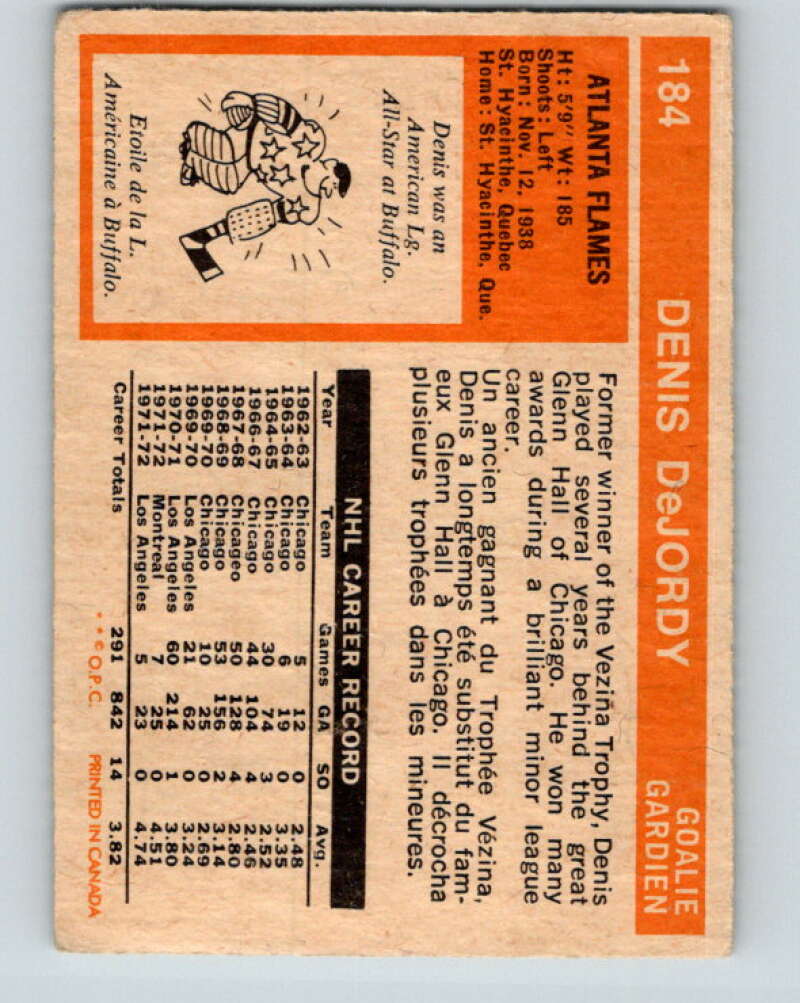 184 DENIS DeJORDY GOALIE
GARDIEN
ATLANTA FLAMES
Ht: 5'9" Wt: 185
Shoots: Left
Born: Nov. 12, 1938
St. Hyacinthe, Quebec
Home: St. Hyacinthe, Que.
Denis was an
American Lg.
All-Star at Buffalo.
Etoile de la L.
Américaine à Buffalo.
Former winner of the Vezina Trophy, Denis
played several years behind the great
Glenn Hall of Chicago. He won many
awards during a brilliant minor league
career.
Un ancien gagnant du Trophée Vézina,
Denis a longtemps été substitut du fam-
eux Glenn Hall à Chicago. Il décrocha
plusieurs trophées dans les mineures.
NHL CAREER RECORD
Year Team Games GA SO Avg.
1962-63 Chicago 5 12 0 2.48
1963-64 Chicago 6 19 0 3.35
1964-65 Chicago 30 74 3 2.52
1966-67 Chicago 44 104 4 2.46
1967-68 Chicageo 50 128 4 2.80
1968-69 Chicago 53 156 2 3.14
1969-70 Chicago 10 25 0 2.69
1969-70 Los Angeles 21 62 0 3.24
1970-71 Los Angeles 60 214 1 3.80
1971-72 Montreal 7 25 0 4.51
1971-72 Los Angeles 5 23 0 4.74
Career Totals 291 842 14 3.82
**©O.P.C. PRINTED IN CANADA